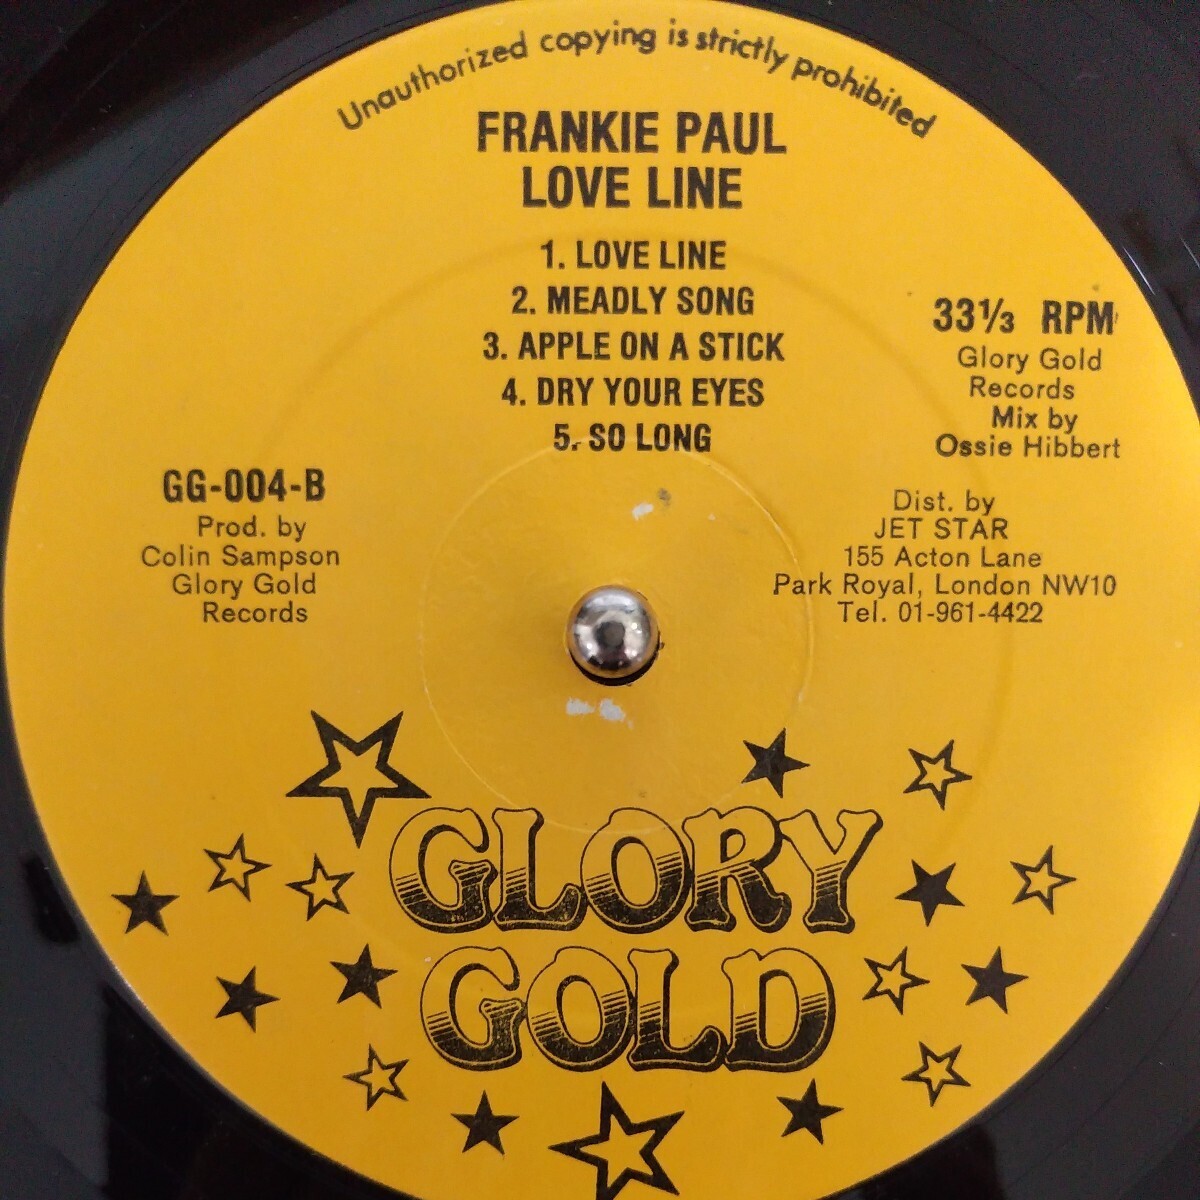 Unauthorized copying is strictly prohibited
FRANKIE PAUL
LOVE LINE
1. LOVE LINE
2. MEADLY SONG
3. APPLE ON A STICK
4. DRY YOUR EYES
5. SO LONG
33⅓ RPM
Glory Gold
Records
Mix by
Ossie Hibbert
GG-004-B
Prod. by
Colin Sampson
Glory Gold
Records
Dist. by
JET STAR
155 Acton Lane
Park Royal, London NW10
Tel. 01-961-4422
GLORY
GOLD